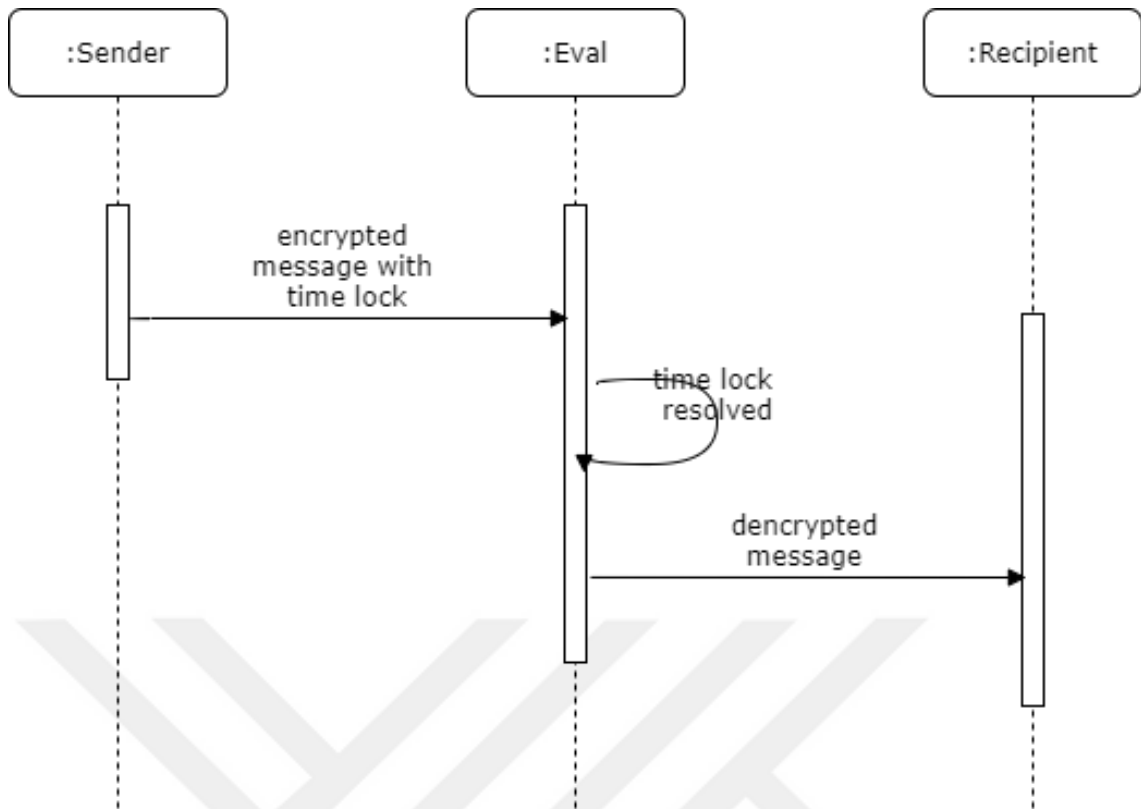 :Sender
:Eval
:Recipient
encrypted
message with
time lock
time lock
resolved
dencrypted
message